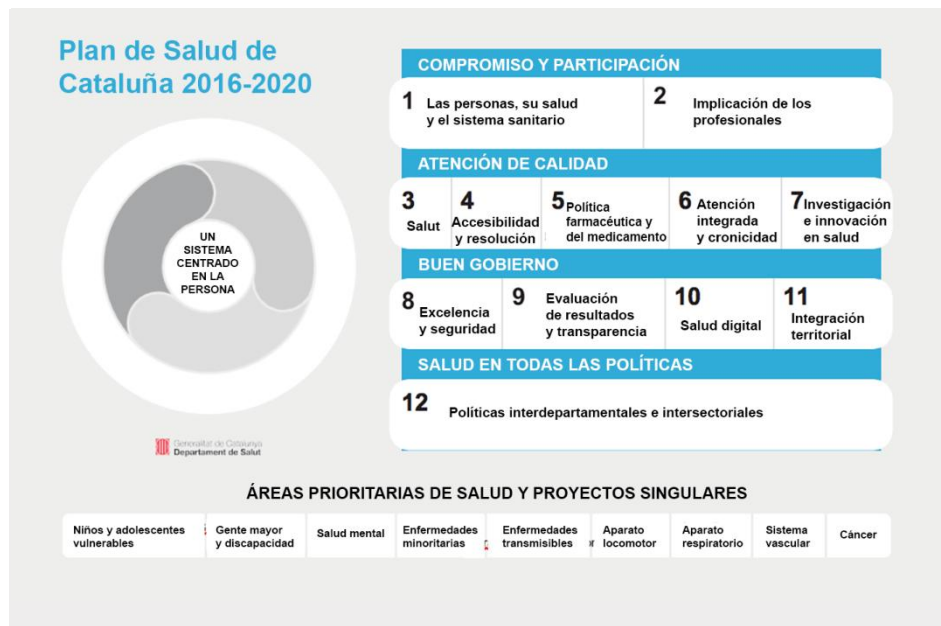 Plan de Salud de
Cataluña 2016-2020
UN
SISTEMA
CENTRADO
EN LA
PERSONA
Generalitat de Catalunya
Departament de Salut
COMPROMISO Y PARTICIPACIÓN
1 Las personas, su salud
y el sistema sanitario
2 Implicación de los
profesionales
ATENCIÓN DE CALIDAD
3
Salut
4
Accesibilidad
y resolución
5 Política
farmacéutica y
del medicamento
6 Atención
integrada
y cronicidad
7 Investigación
e innovación
en salud
BUEN GOBIERNO
8 Excelencia
y seguridad
9 Evaluación
de resultados
y transparencia
10
Salud digital
11
Integración
territorial
SALUD EN TODAS LAS POLÍTICAS
12 Políticas interdepartamentales e intersectoriales
ÁREAS PRIORITARIAS DE SALUD Y PROYECTOS SINGULARES
Niños y adolescentes
vulnerables
Gente mayor
y discapacidad
Salud mental
Enfermedades
minoritarias
Enfermedades
transmisibles
Aparato
locomotor
Aparato
respiratorio
Sistema
vascular
Cáncer